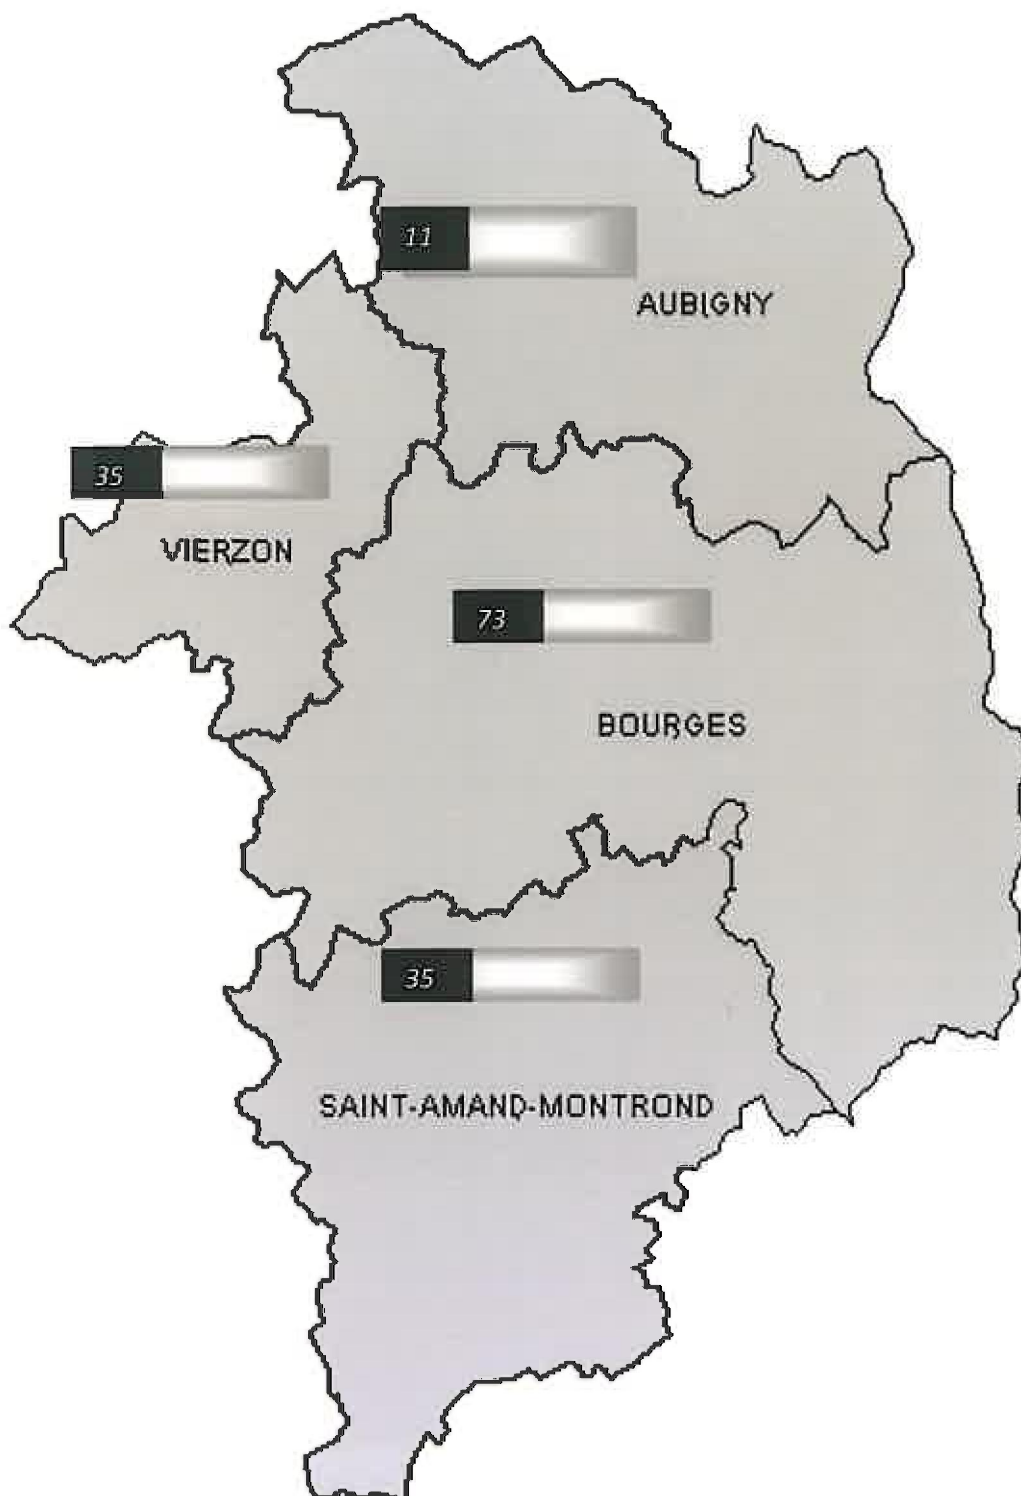 11
AUBIGNY
35
VIERZON
73
BOURGES
35
SAINT-AMAND-MONTROND